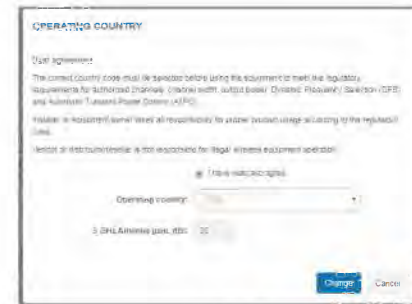 OPERATING COUNTRY
User agreement
The correct country code must be selected before using the equipment to meet the regulatory
requirements for authorized channels, channel width, output power, Dynamic Frequency Selection (DFS)
and Automatic Transmit Power Control (ATPC).
Installer or equipment owner takes all responsibility for proper product usage according to the regulatory
rules.
Vendor or distributor/reseller is not responsible for illegal wireless equipment operation.
I have read and agree
Operating country:
5 GHz Antenna gain, dBi:
Change
Cancel